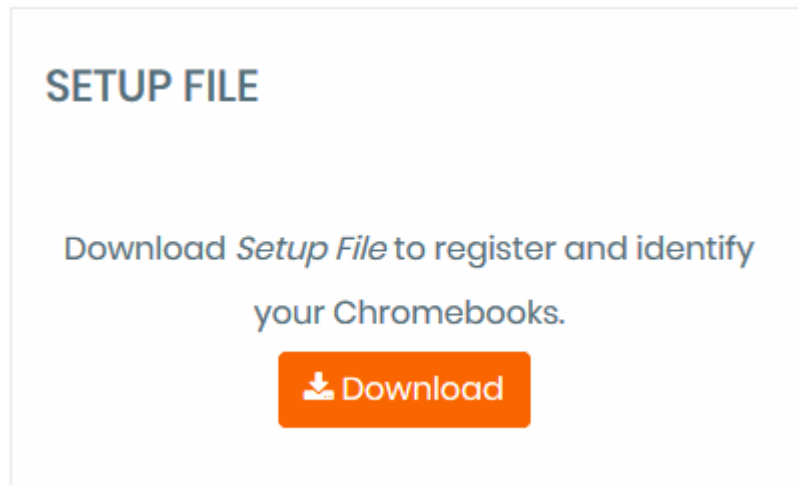 SETUP FILE
Download Setup File to register and identify
your Chromebooks.
Download